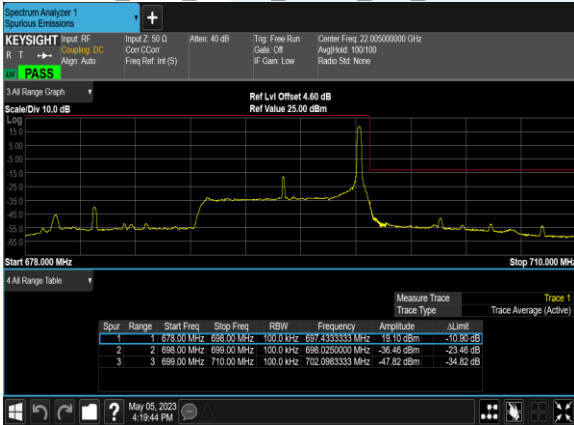 Spectrum Analyzer 1
Spurious Emissions
+
KEYSIGHT Input: RF Input Z: 50 Ω Atten: 40 dB Trig: Free Run Center Freq: 22.005000000 GHz
R T Coupling: DC Corr CCorr Gate: Off Avg|Hold: 100/100
Align: Auto Freq Ref: Int (S) IF Gain: Low Radio Std: None
PASS
3 All Range Graph
Ref Lvl Offset 4.60 dB
Scale/Div 10.0 dB Ref Value 25.00 dBm
Log
15.0
5.00
-5.00
-15.0
-25.0
-35.0
-45.0
-55.0
-65.0
Start 678.000 MHz Stop 710.000 MHz
4 All Range Table
Measure Trace Trace 1
Trace Type Trace Average (Active)
Spur Range Start Freq Stop Freq RBW Frequency Amplitude ΔLimit
1 1 678.00 MHz 698.00 MHz 100.0 kHz 697.4333333 MHz 19.10 dBm -10.90 dB
2 2 698.00 MHz 699.00 MHz 100.0 kHz 698.0250000 MHz -36.46 dBm -23.46 dB
3 3 699.00 MHz 710.00 MHz 100.0 kHz 702.0983333 MHz -47.82 dBm -34.82 dB
? May 05, 2023
4:19:44 PM